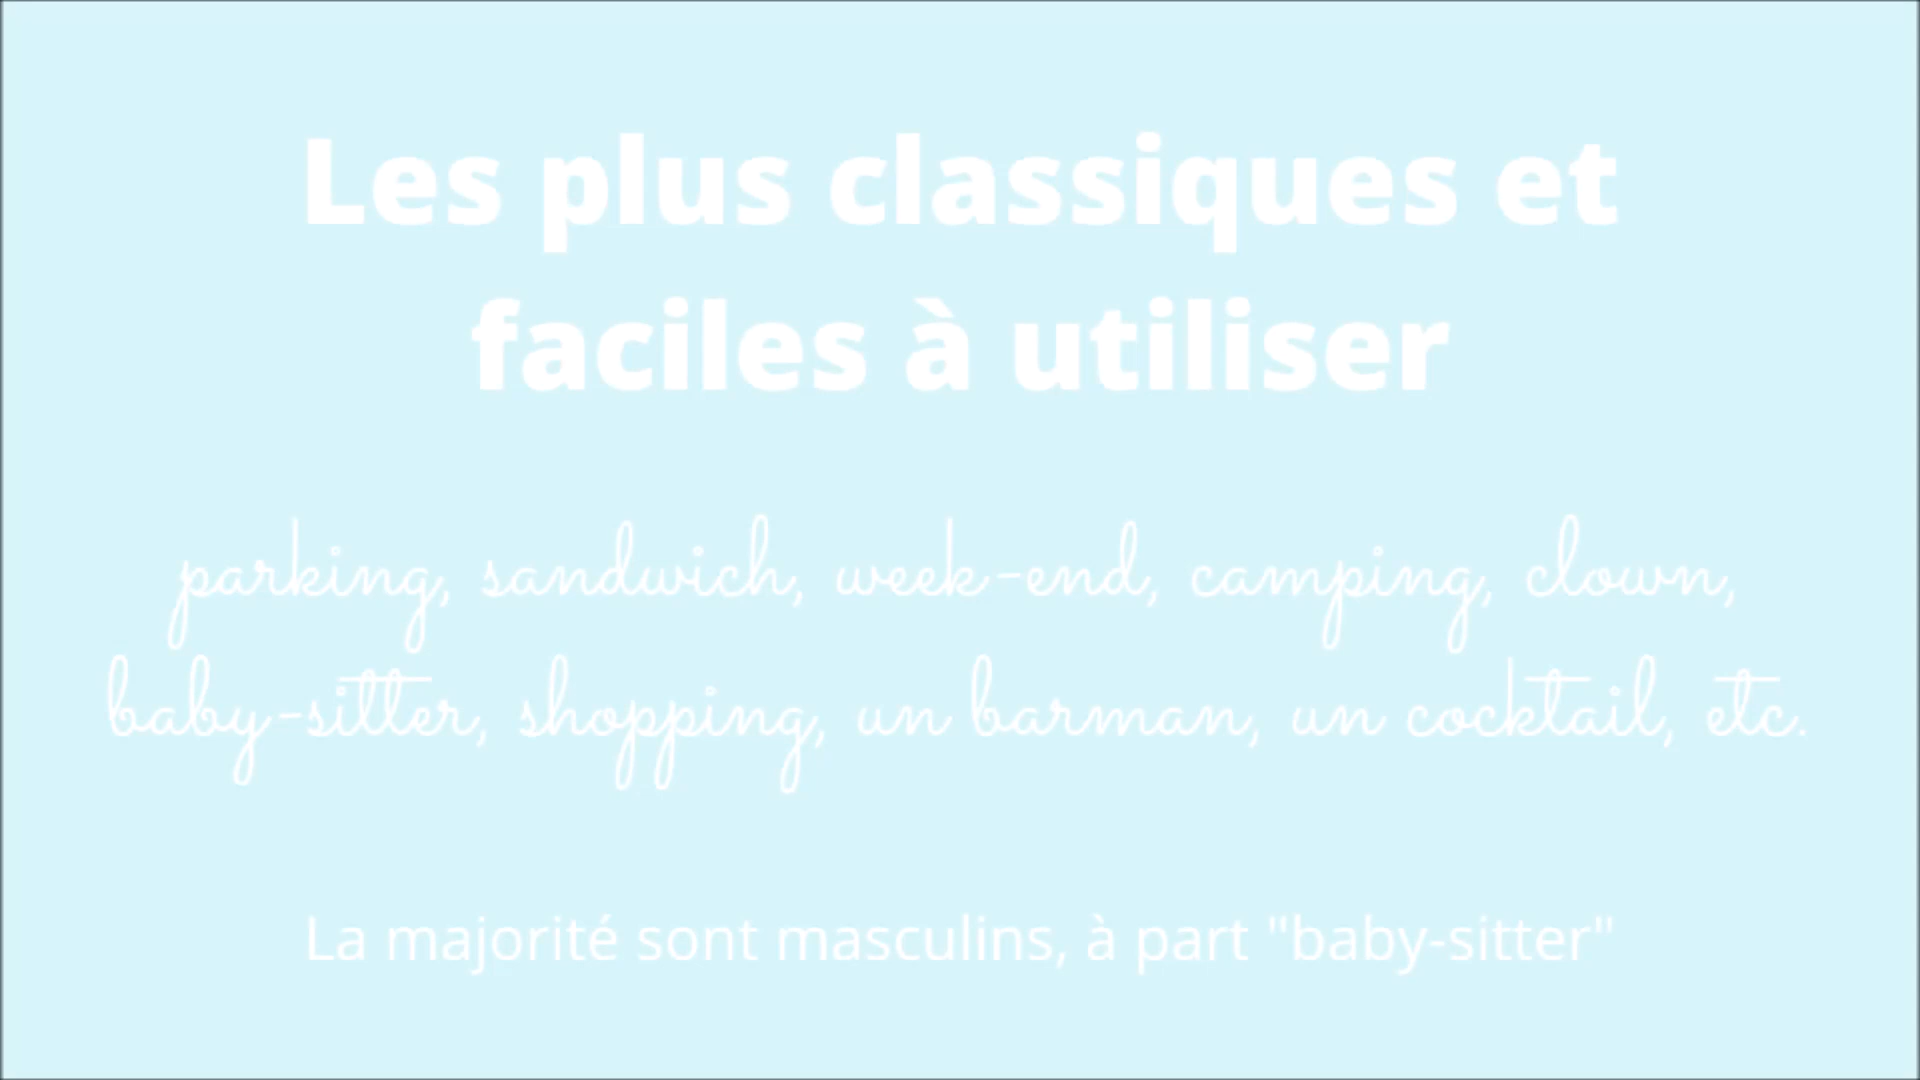 Les plus classiques et
faciles à utiliser
parking, sandwich, week-end, camping, clown,
baby-sitter, shopping, un barman, un cocktail, etc.
La majorité sont masculins, à part "baby-sitter"